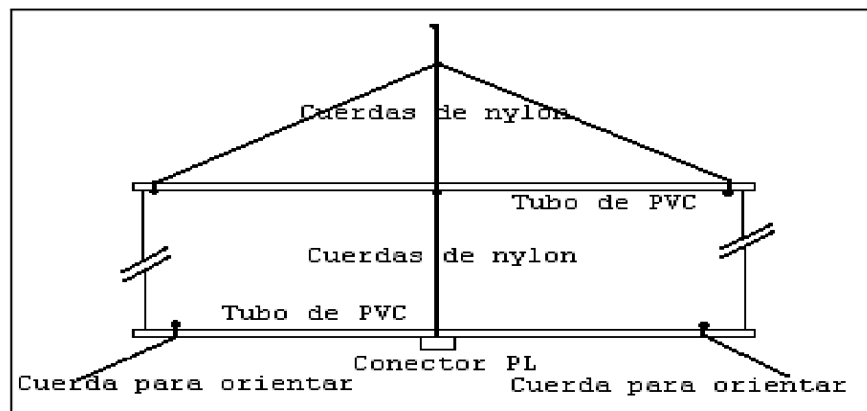 Cuerdas de nylon
Tubo de PVC
Cuerdas de nylon
Tubo de PVC
Conector PL
Cuerda para orientar
Cuerda para orientar